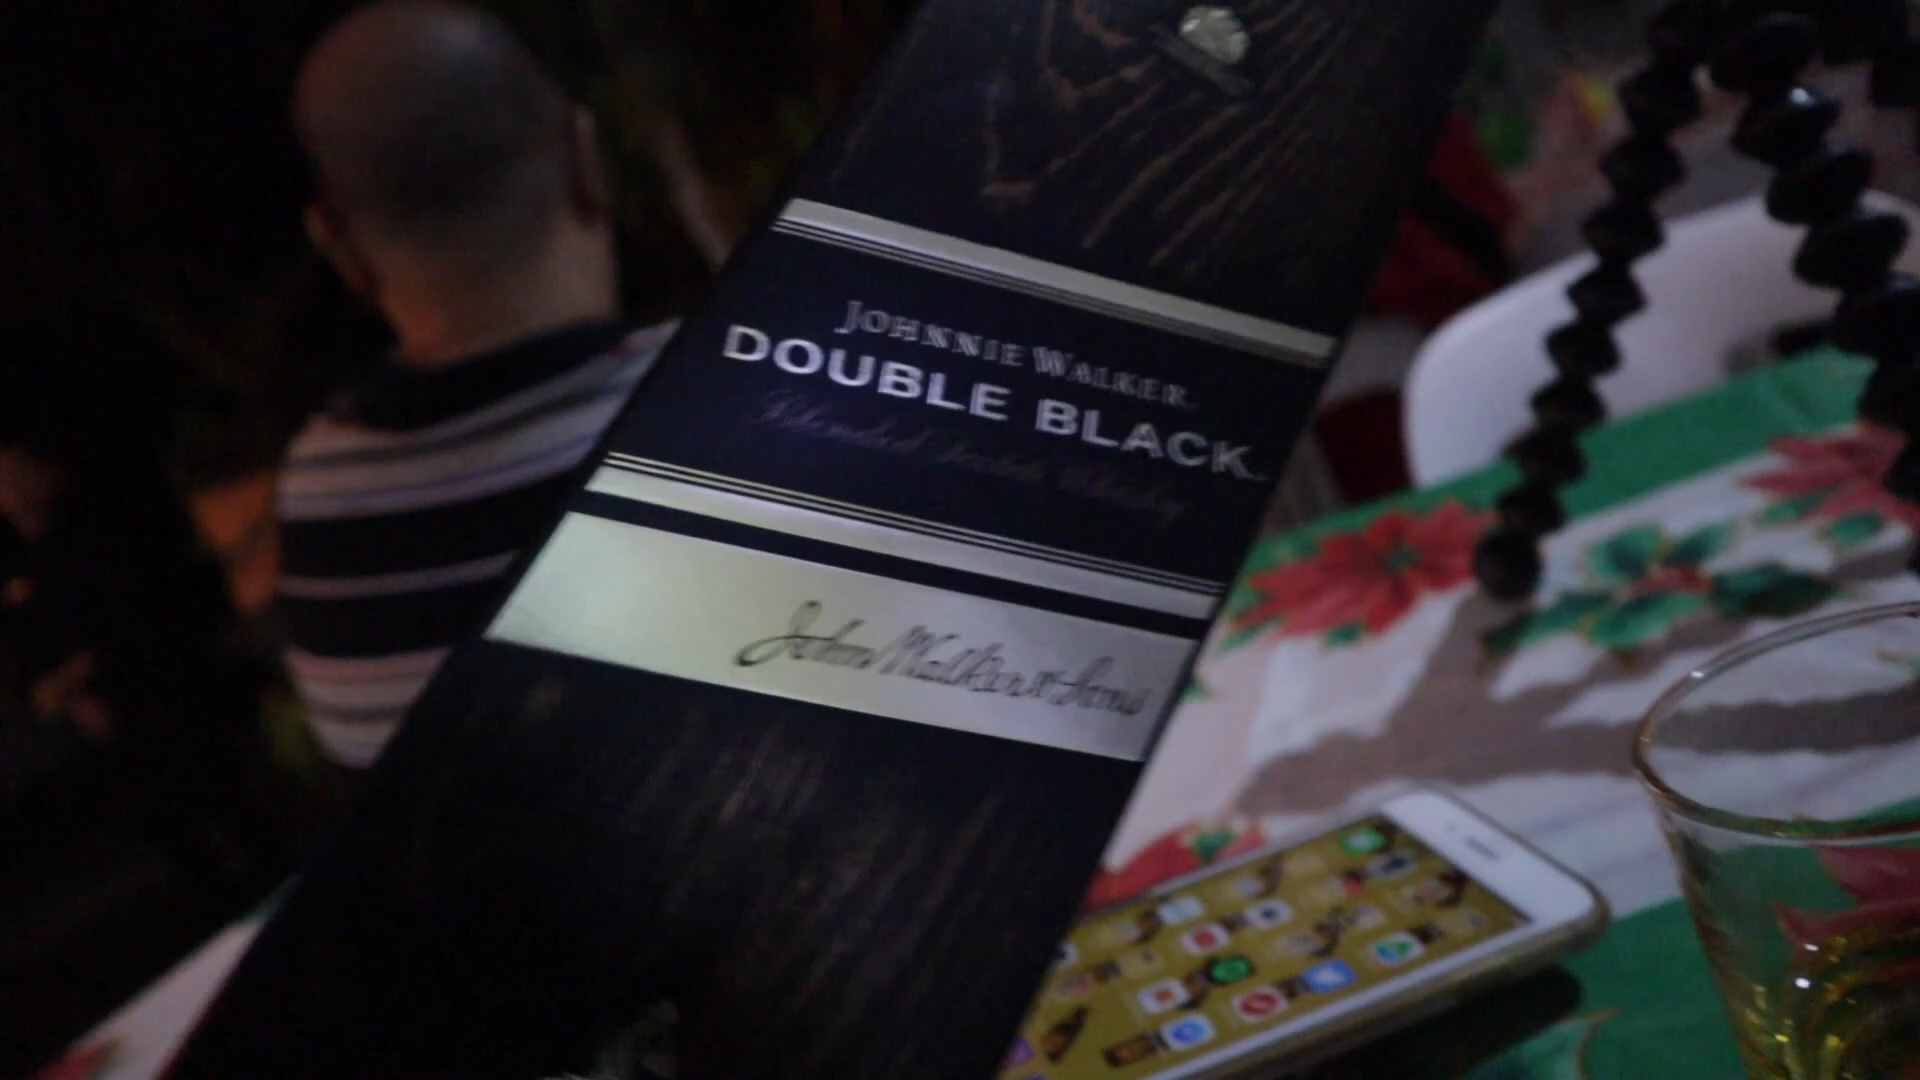 JOHNNIE WALKER.
DOUBLE BLACK.
Blended Scotch Whisky
John Walker & Sons